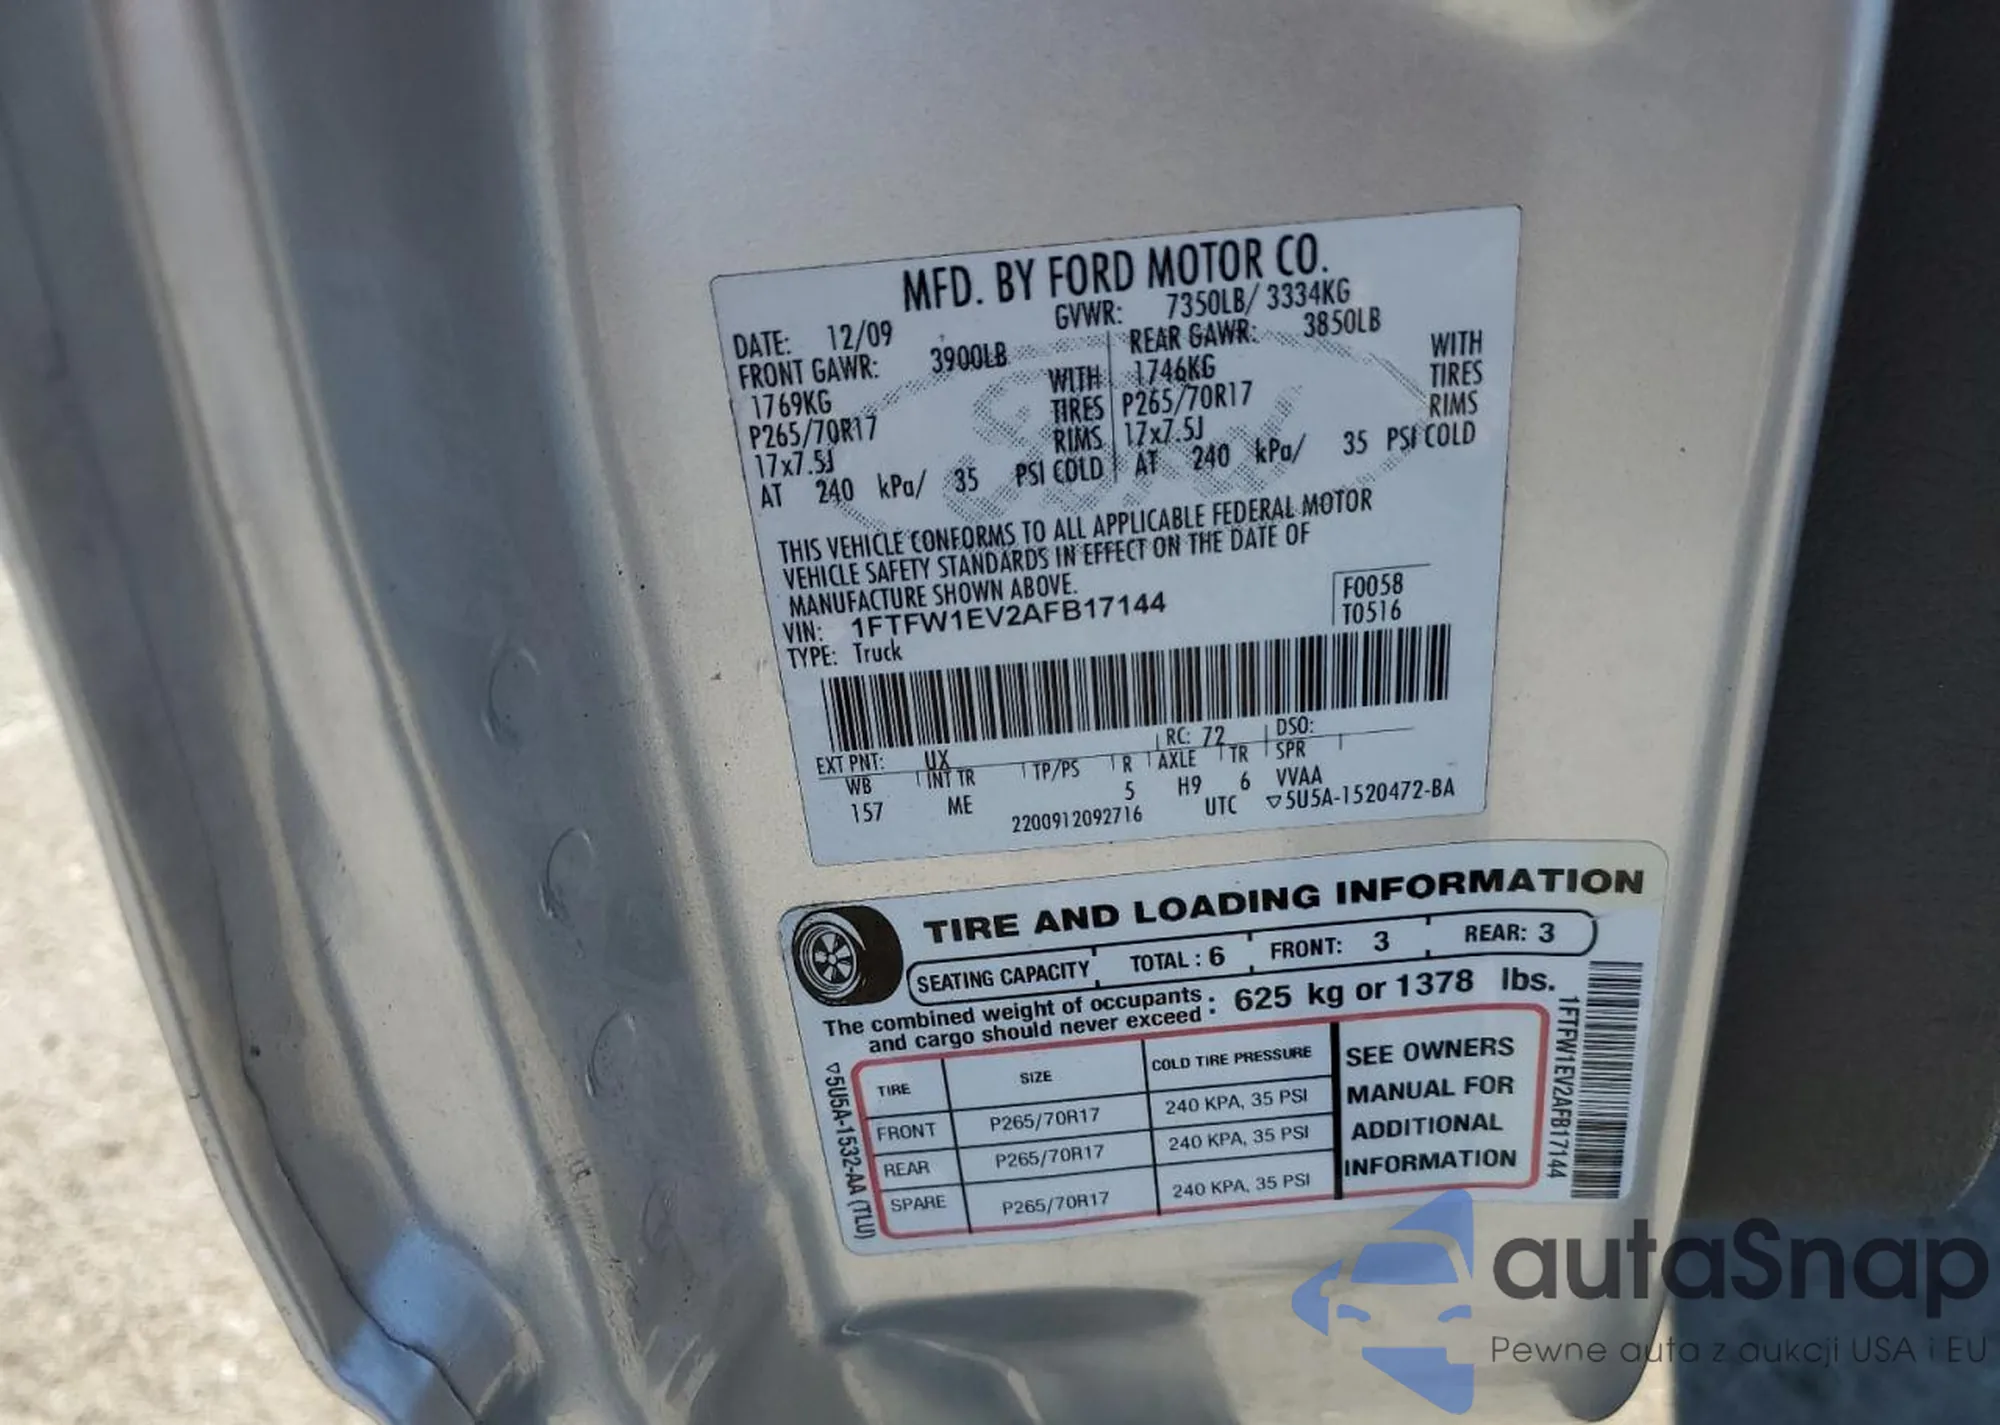 MFD. BY FORD MOTOR CO.
DATE: 12/09 GVWR: 7350LB/ 3334KG
FRONT GAWR: 3900LB REAR GAWR: 3850LB
1769KG WITH 1746KG WITH
P265/70R17 TIRES P265/70R17 TIRES
17x7.5J RIMS 17x7.5J RIMS
AT 240 kPa/ 35 PSI COLD AT 240 kPa/ 35 PSI COLD
THIS VEHICLE CONFORMS TO ALL APPLICABLE FEDERAL MOTOR
VEHICLE SAFETY STANDARDS IN EFFECT ON THE DATE OF
MANUFACTURE SHOWN ABOVE.
VIN: 1FTFW1EV2AFB17144
TYPE: Truck
F0058
T0516
EXT PNT: UX RC: 72 DSO:
WB INT TR TP/PS R AXLE TR SPR
157 ME 5 H9 6 VVAA
2200912092716 UTC ▽5U5A-1520472-BA
TIRE AND LOADING INFORMATION
SEATING CAPACITY TOTAL : 6 FRONT: 3 REAR: 3
The combined weight of occupants : 625 kg or 1378 lbs.
and cargo should never exceed :
TIRE SIZE COLD TIRE PRESSURE
FRONT P265/70R17 240 KPA, 35 PSI
REAR P265/70R17 240 KPA, 35 PSI
SPARE P265/70R17 240 KPA, 35 PSI
SEE OWNERS
MANUAL FOR
ADDITIONAL
INFORMATION
▽5U5A-1532-AA (TLU)
1FTFW1EV2AFB17144
Ford
autaSnap
Pewne auta z aukcji USA i EU